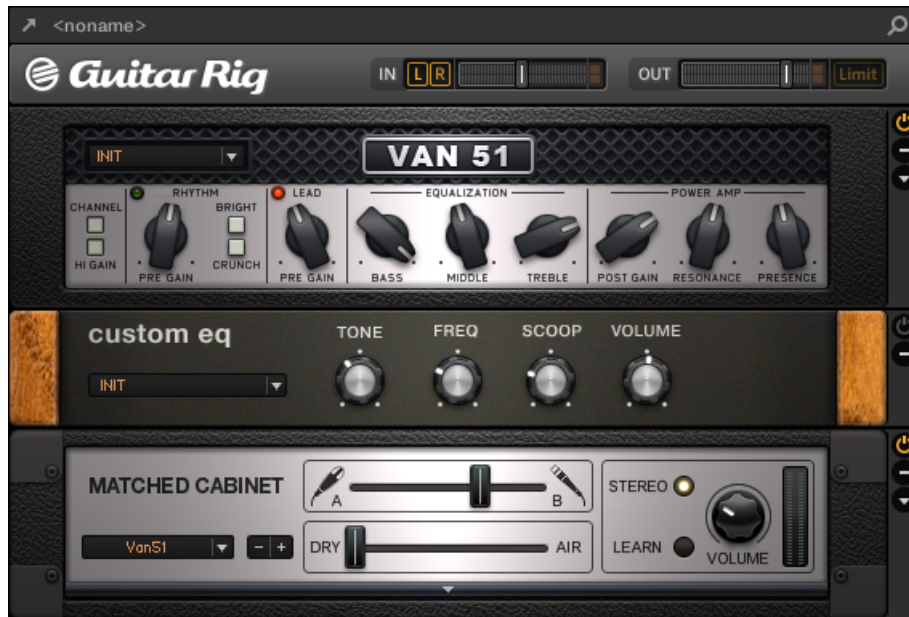 <noname>
Guitar Rig
IN L R
OUT Limit
INIT
VAN 51
RHYTHM
LEAD
EQUALIZATION
POWER AMP
CHANNEL
BRIGHT
HI GAIN
PRE GAIN
CRUNCH
PRE GAIN
BASS
MIDDLE
TREBLE
POST GAIN
RESONANCE
PRESENCE
custom eq
TONE
FREQ
SCOOP
VOLUME
INIT
MATCHED CABINET
A
B
STEREO
Van51
- +
DRY
AIR
LEARN
VOLUME